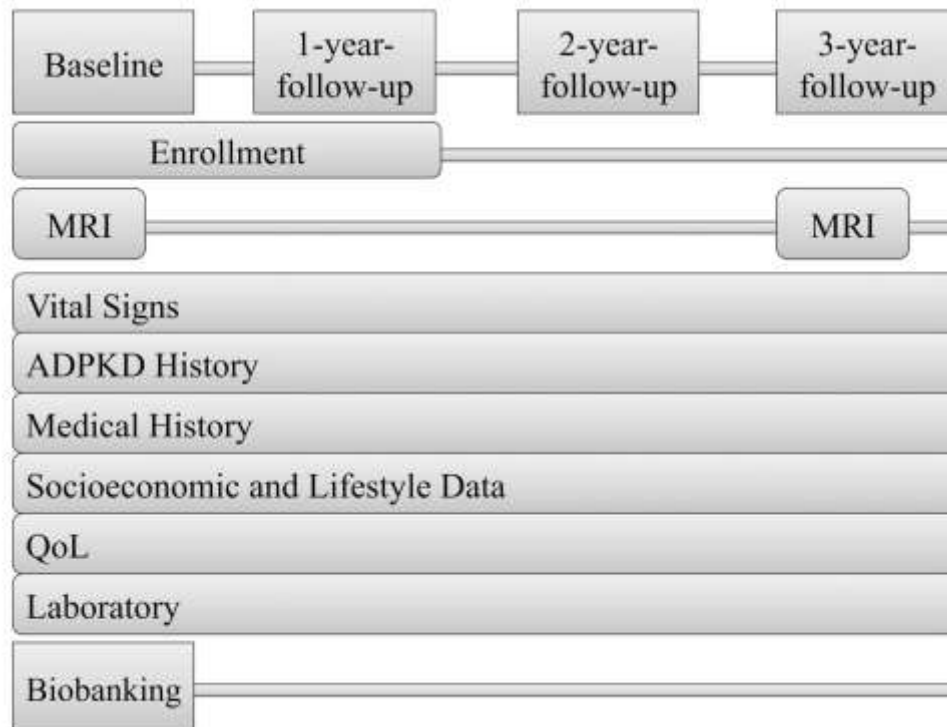 Baseline
1-year-
follow-up
2-year-
follow-up
3-year-
follow-up
Enrollment
MRI
MRI
Vital Signs
ADPKD History
Medical History
Socioeconomic and Lifestyle Data
QoL
Laboratory
Biobanking